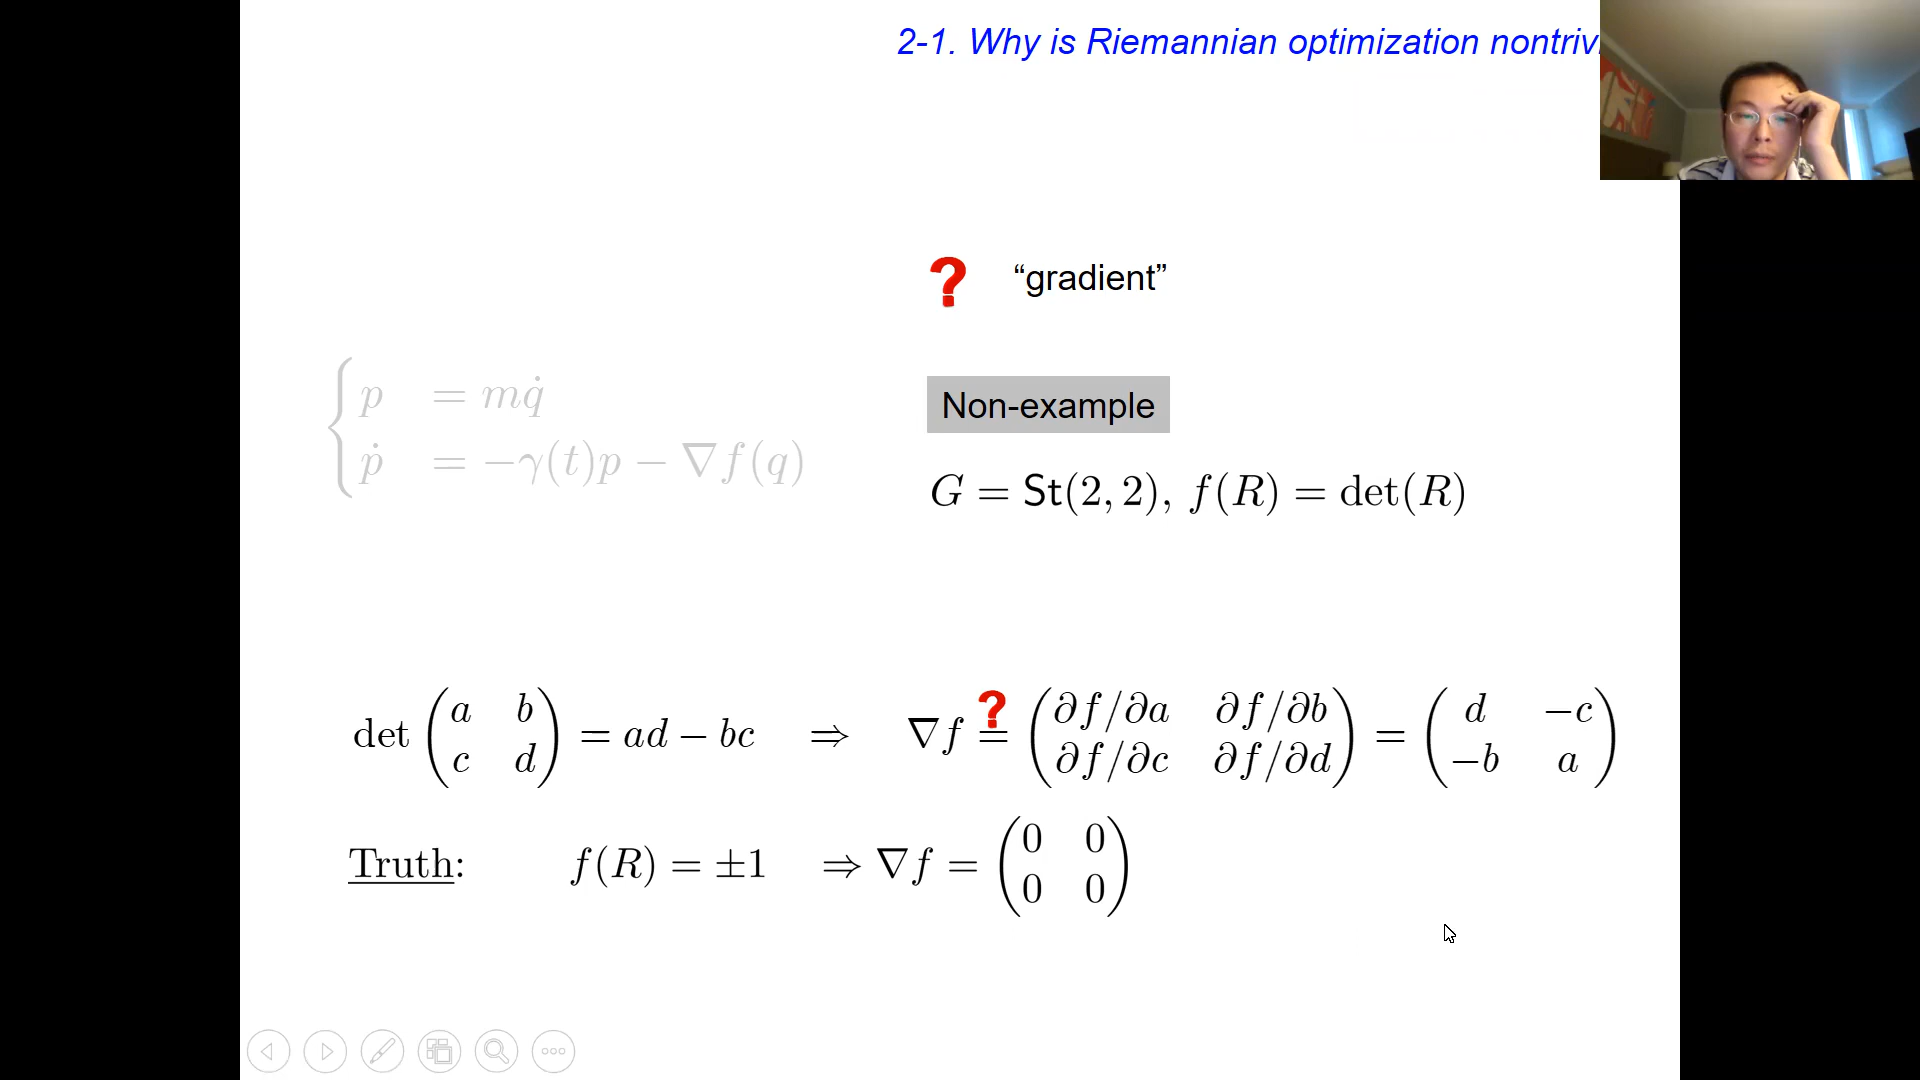 2-1. Why is Riemannian optimization nontriv
? “gradient”
p = mq̇
ṗ = −γ(t)p − ∇f(q)
Non-example
G = St(2, 2), f(R) = det(R)
det (a b; c d) = ad − bc ⇒ ∇f ?= (∂f/∂a ∂f/∂b; ∂f/∂c ∂f/∂d) = (d −c; −b a)
Truth: f(R) = ±1 ⇒ ∇f = (0 0; 0 0)